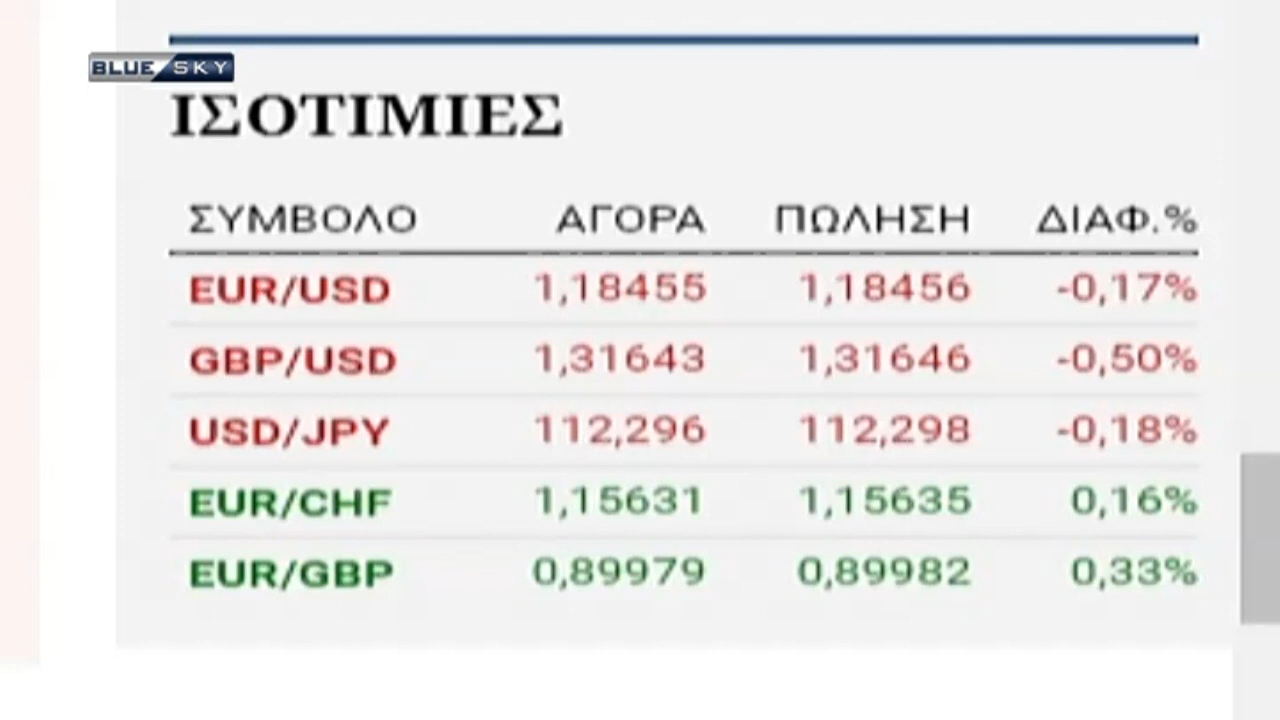 BLUE SKY
ΙΣΟΤΙΜΙΕΣ
ΣΥΜΒΟΛΟ ΑΓΟΡΑ ΠΩΛΗΣΗ ΔΙΑΦ.%
EUR/USD 1,18455 1,18456 -0,17%
GBP/USD 1,31643 1,31646 -0,50%
USD/JPY 112,296 112,298 -0,18%
EUR/CHF 1,15631 1,15635 0,16%
EUR/GBP 0,89979 0,89982 0,33%